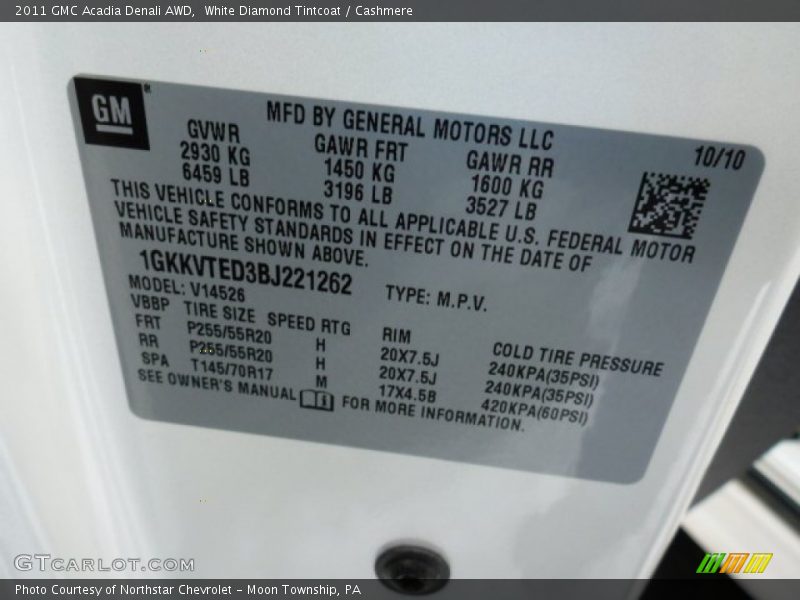 2011 GMC Acadia Denali AWD,  White Diamond Tintcoat / Cashmere
GM
MFD BY GENERAL MOTORS LLC
10/10
GVWR GAWR FRT GAWR RR
2930 KG 1450 KG 1600 KG
6459 LB 3196 LB 3527 LB
THIS VEHICLE CONFORMS TO ALL APPLICABLE U.S. FEDERAL MOTOR
VEHICLE SAFETY STANDARDS IN EFFECT ON THE DATE OF
MANUFACTURE SHOWN ABOVE.
1GKKVTED3BJ221262 TYPE: M.P.V.
MODEL: V14526
VBBP TIRE SIZE SPEED RTG RIM COLD TIRE PRESSURE
FRT P255/55R20 H 20X7.5J 240KPA(35PSI)
RR P255/55R20 H 20X7.5J 240KPA(35PSI)
SPA T145/70R17 M 17X4.5B 420KPA(60PSI)
SEE OWNER'S MANUAL FOR MORE INFORMATION.
GTCARLOT.COM
Photo Courtesy of Northstar Chevrolet - Moon Township, PA